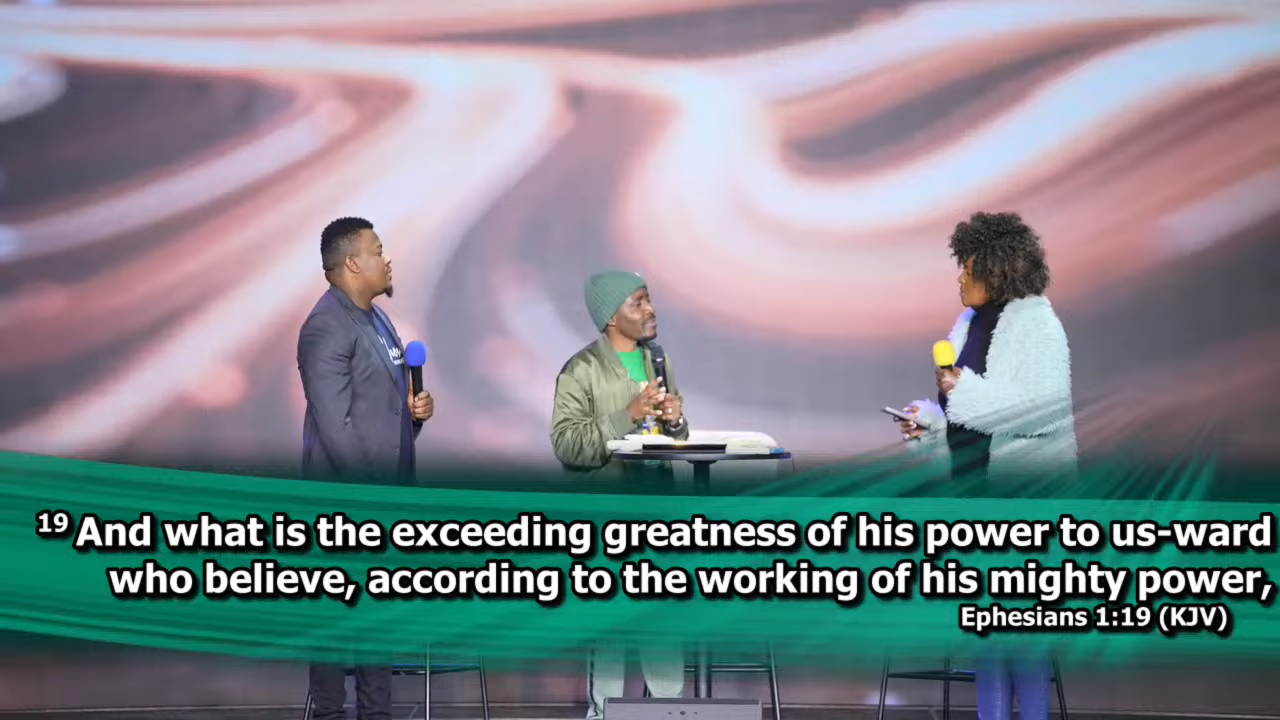 19 And what is the exceeding greatness of his power to us-ward
who believe, according to the working of his mighty power,
Ephesians 1:19 (KJV)